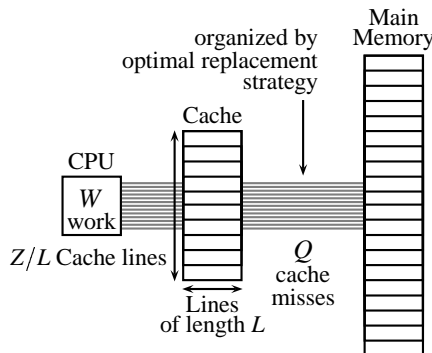 organized by
optimal replacement
strategy
Main
Memory
Cache
CPU
W
work
Z/L Cache lines
Q
cache
misses
Lines
of length L